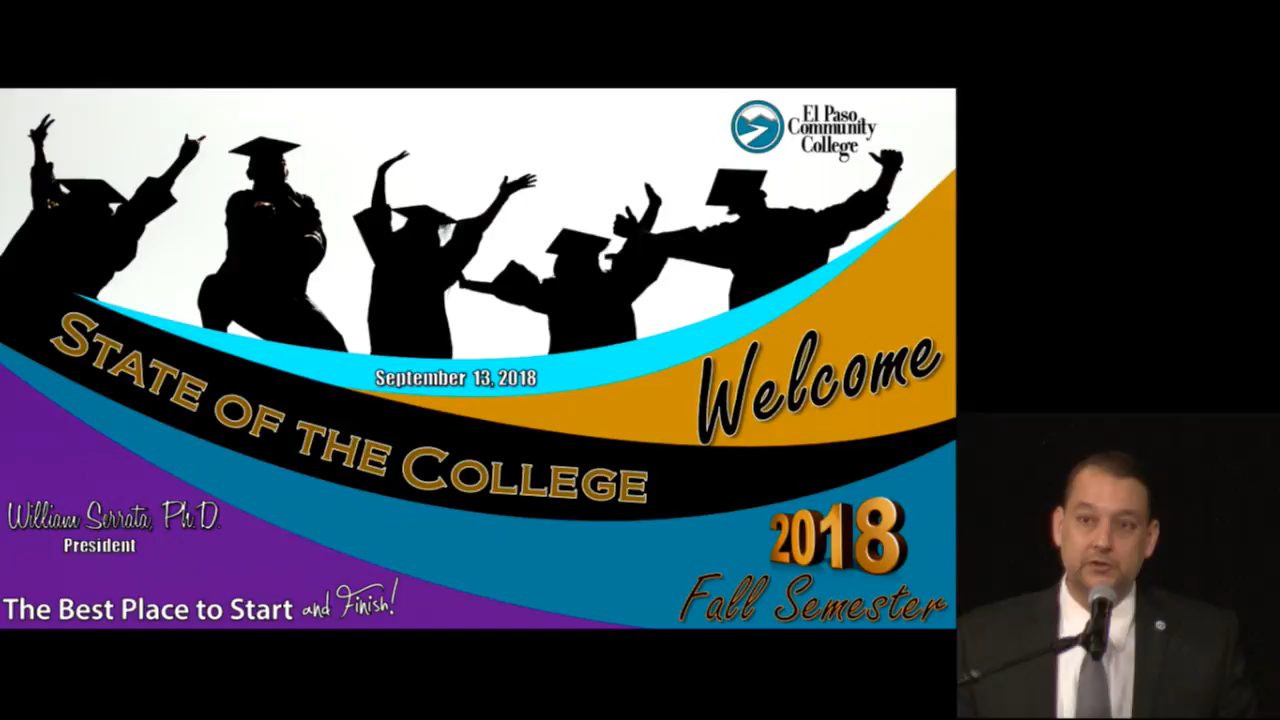 El Paso
Community
College
September 13, 2018
Welcome
STATE OF THE COLLEGE
William Serrata, Ph.D.
President
2018
Fall Semester
The Best Place to Start and Finish!